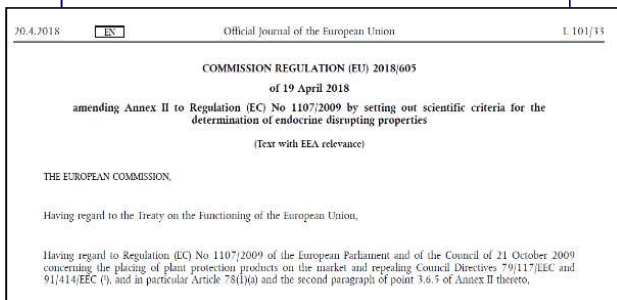 20.4.2018 EN Official Journal of the European Union L 101/33
COMMISSION REGULATION (EU) 2018/605
of 19 April 2018
amending Annex II to Regulation (EC) No 1107/2009 by setting out scientific criteria for the
determination of endocrine disrupting properties
(Text with EEA relevance)
THE EUROPEAN COMMISSION,
Having regard to the Treaty on the Functioning of the European Union,
Having regard to Regulation (EC) No 1107/2009 of the European Parliament and of the Council of 21 October 2009
concerning the placing of plant protection products on the market and repealing Council Directives 79/117/EEC and
91/414/EEC (¹), and in particular Article 78(1)(a) and the second paragraph of point 3.6.5 of Annex II thereto,